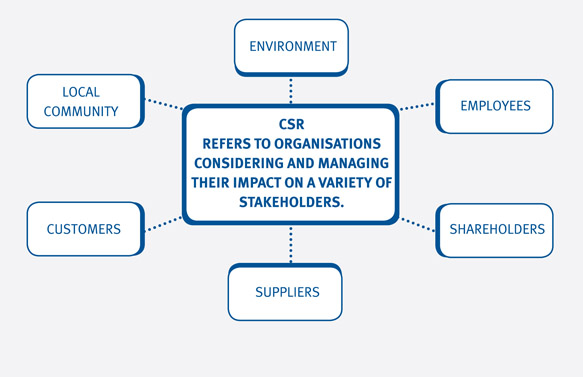 ENVIRONMENT
LOCAL
COMMUNITY
EMPLOYEES
CSR
REFERS TO ORGANISATIONS
CONSIDERING AND MANAGING
THEIR IMPACT ON A VARIETY OF
STAKEHOLDERS.
CUSTOMERS
SHAREHOLDERS
SUPPLIERS